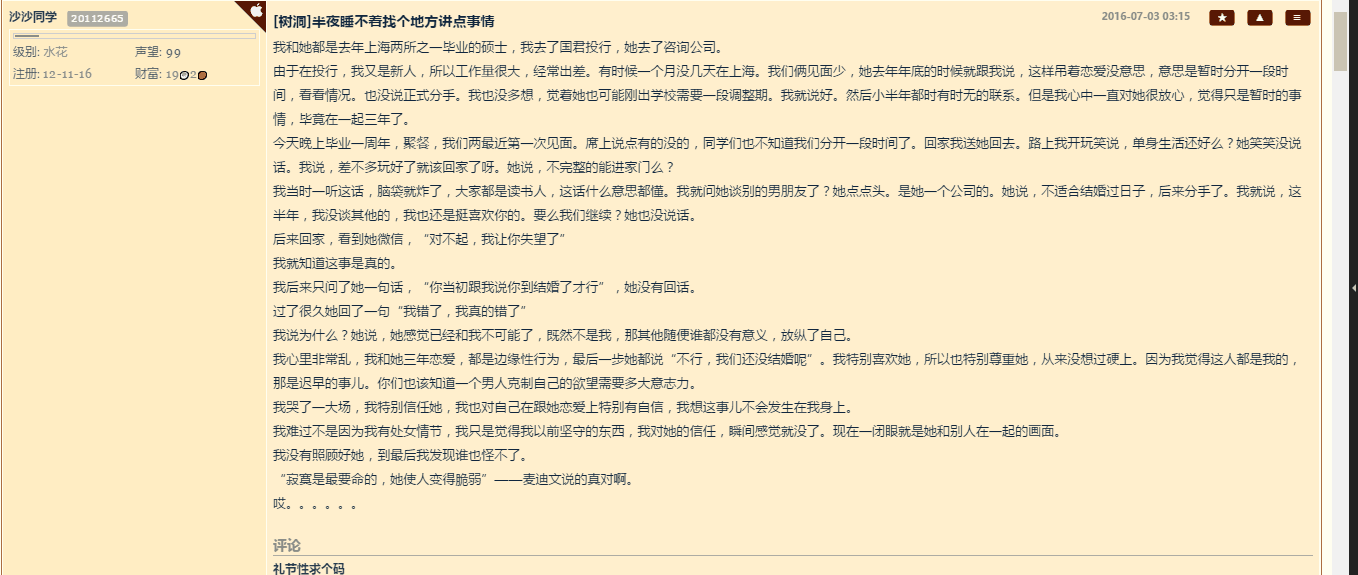 沙沙同学 20112665
级别: 水花 声望: 99
注册: 12-11-16 财富: 19 2
[树洞]半夜睡不着找个地方讲点事情
2016-07-03 03:15
我和她都是去年上海两所之一毕业的硕士，我去了国君投行，她去了咨询公司。
由于在投行，我又是新人，所以工作量很大，经常出差。有时候一个月没几天在上海。我们俩见面少，她去年年底的时候就跟我说，这样吊着恋爱没意思，意思是暂时分开一段时
间，看看情况。也没说正式分手。我也没多想，觉着她也可能刚出学校需要一段调整期。我就说好。然后小半年都时有时无的联系。但是我心中一直对她很放心，觉得只是暂时的事
情，毕竟在一起三年了。
今天晚上毕业一周年，聚餐，我们两最近第一次见面。席上说点有的没的，同学们也不知道我们分开一段时间了。回家我送她回去。路上我开玩笑说，单身生活还好么？她笑笑没说
话。我说，差不多玩好了就该回家了呀。她说，不完整的能进家门么？
我当时一听这话，脑袋就炸了，大家都是读书人，这话什么意思都懂。我就问她谈别的男朋友了？她点点头。是她一个公司的。她说，不适合结婚过日子，后来分手了。我就说，这
半年，我没谈其他的，我也还是挺喜欢你的。要么我们继续？她也没说话。
后来回家，看到她微信，“对不起，我让你失望了”
我就知道这事是真的。
我后来只问了她一句话，“你当初跟我说你到结婚了才行”，她没有回话。
过了很久她回了一句“我错了，我真的错了”
我说为什么？她说，她感觉已经和我不可能了，既然不是我，那其他随便谁都没有意义，放纵了自己。
我心里非常乱，我和她三年恋爱，都是边缘性行为，最后一步她都说“不行，我们还没结婚呢”。我特别喜欢她，所以也特别尊重她，从来没想过硬上。因为我觉得这人都是我的，
那是迟早的事儿。你们也该知道一个男人克制自己的欲望需要多大意志力。
我哭了一大场，我特别信任她，我也对自己在跟她恋爱上特别有自信，我想这事儿不会发生在我身上。
我难过不是因为我有处女情节，我只是觉得我以前坚守的东西，我对她的信任，瞬间感觉就没了。现在一闭眼就是她和别人在一起的画面。
我没有照顾好她，到最后我发现谁也怪不了。
“寂寞是最要命的，她使人变得脆弱”——麦迪文说的真对啊。
哎。。。。。。
评论
礼节性求个码